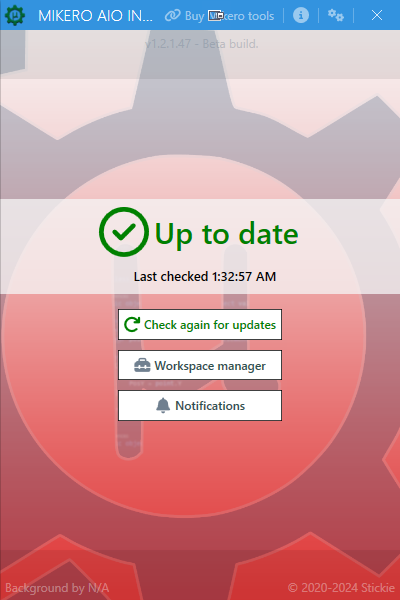 MIKERO AIO IN...
Buy Mikero tools
v1.2.1.47 - Beta build.
Up to date
Last checked 1:32:57 AM
Check again for updates
Workspace manager
Notifications
Background by N/A
© 2020-2024 Stickie